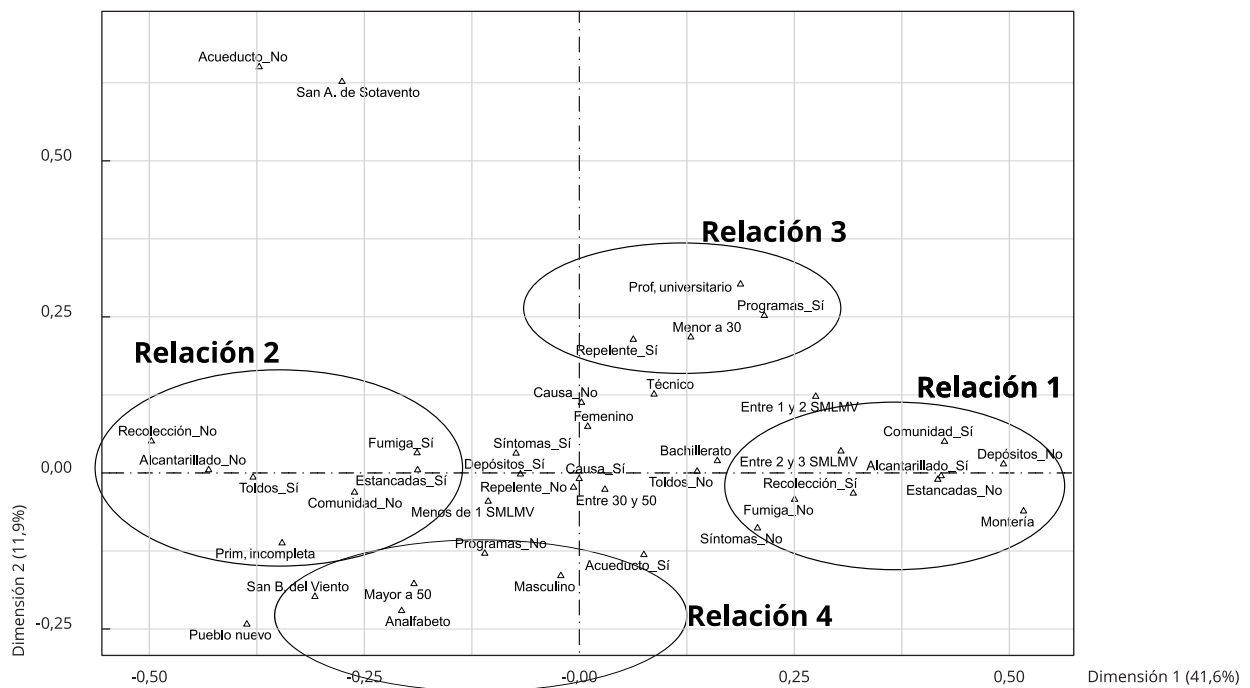 Acueducto_No
San A. de Sotavento
0,50
Relación 3
Prof, universitario
Programas_Sí
0,25
Menor a 30
Repelente_Sí
Relación 2
Técnico
Relación 1
Causa_No
Entre 1 y 2 SMLMV
Femenino
Recolección_No
Comunidad_Sí
Fumiga_Sí
Síntomas_Sí
Bachillerato
Depósitos_No
Alcantarillado_No
Depósitos_Sí
Causa_Sí
Entre 2 y 3 SMLMV
Alcantarillado_Sí
0,00
Toldos_Sí
Estancadas_Sí
Repelente_No
Toldos_No
Recolección_Sí
Estancadas_No
Comunidad_No
Entre 30 y 50
Menos de 1 SMLMV
Fumiga_No
Montería
Síntomas_No
Programas_No
Prim, incompleta
Acueducto_Sí
San B. del Viento
Masculino
Mayor a 50
Analfabeto
Relación 4
-0,25
Pueblo nuevo
Dimensión 2 (11,9%)
-0,50
-0,25
-0,00
0,25
0,50
Dimensión 1 (41,6%)